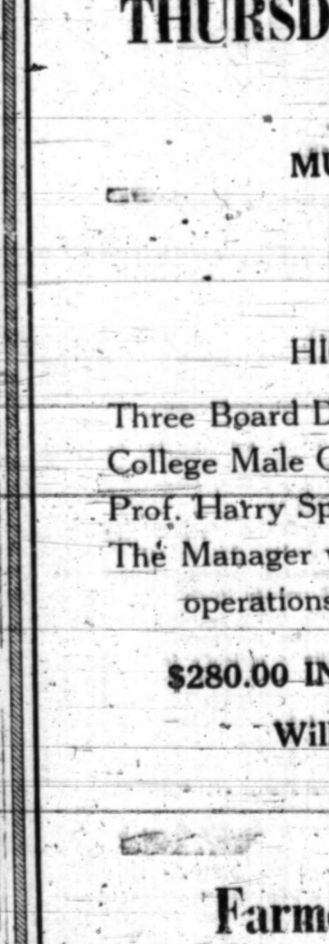 THURSD
MU
HI
Three Board D
College Male C
Prof. Harry Sp
The Manager
operations
$280.00 IN
Wil
Farm